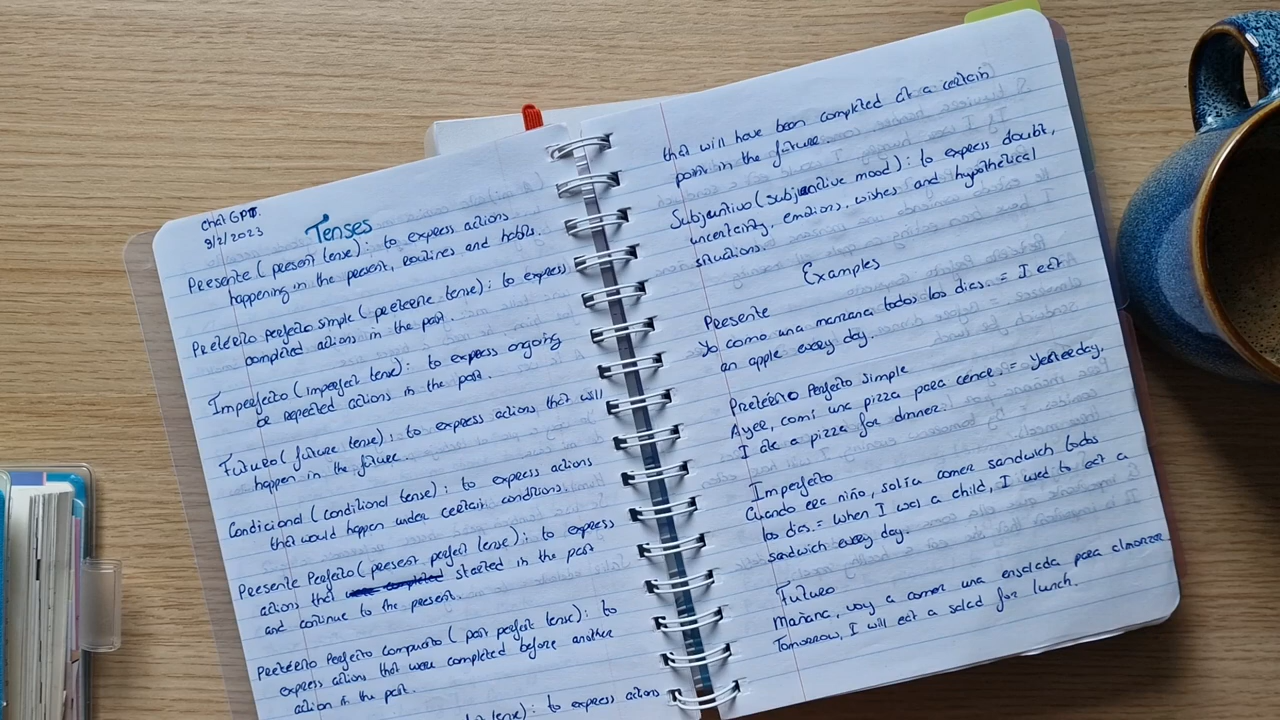 Chat GPT.
9/2/2023
Tenses
Presente (present tense): to express actions
happening in the present, routines and habits.
Pretérito perfecto simple (preterite tense): to express
completed actions in the past.
Imperfecto (imperfect tense): to express ongoing
be repeated actions in the past.
Futuro (future tense): to express actions that will
happen in the future.
Condicional (conditional tense): to express actions
that would happen under certain conditions.
Presente Perfecto (present perfect tense): to express
actions that started in the past
and continue to the present.
Pretérito Perfecto compuesto (past perfect tense): to
express actions that were completed before another
action in the past.
tense): to express actions
that will have been completed at a certain
point in the future.
Subjuntivo (subjunctive mood): to express doubt,
uncertainty, emotions, wishes and hypothetical
situations.
Examples
Presente
Yo como una manzana todos los dias = I eat
an apple every day.
Pretérito Perfecto simple
Ayer, comí una pizza para cenar = yesterday,
I ate a pizza for dinner.
Imperfecto
Cuando era niño, solía comer sandwich todos
los dias = when I was a child, I used to eat a
sandwich every day.
Futuro
Mañana, voy a comer una ensalada para almorzar
Tomorrow, I will eat a salad for lunch.